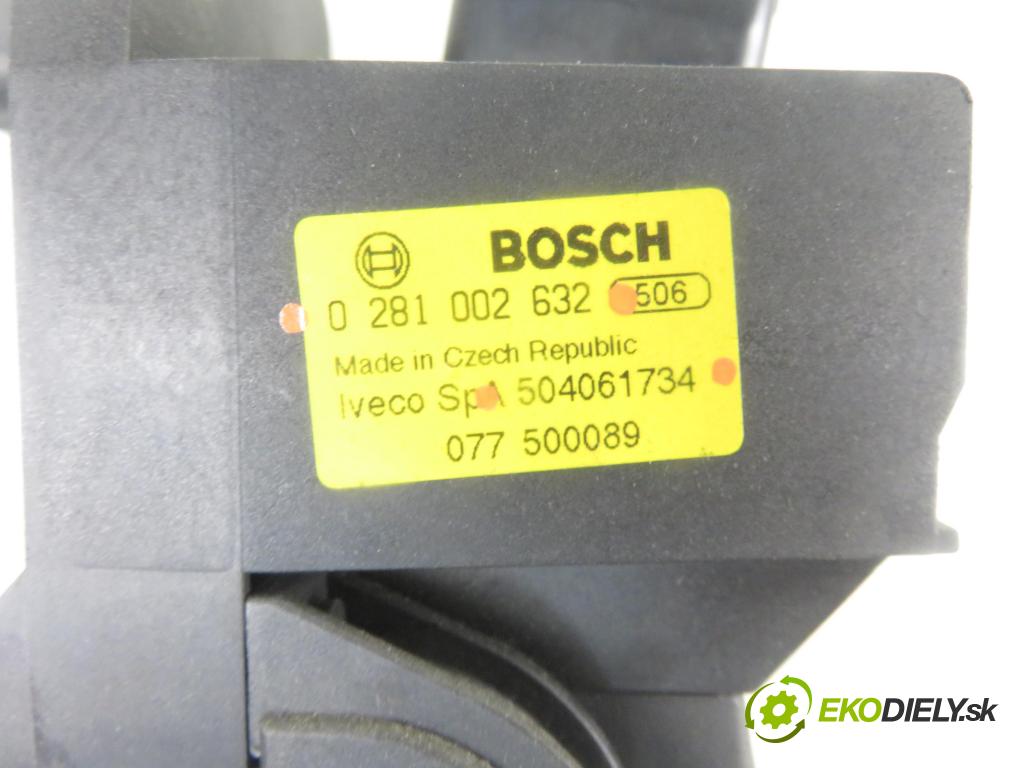 BOSCH
0 281 002 632 506
Made in Czech Republic
Iveco SpA 504061734
077 500089
EKODIELY.sk